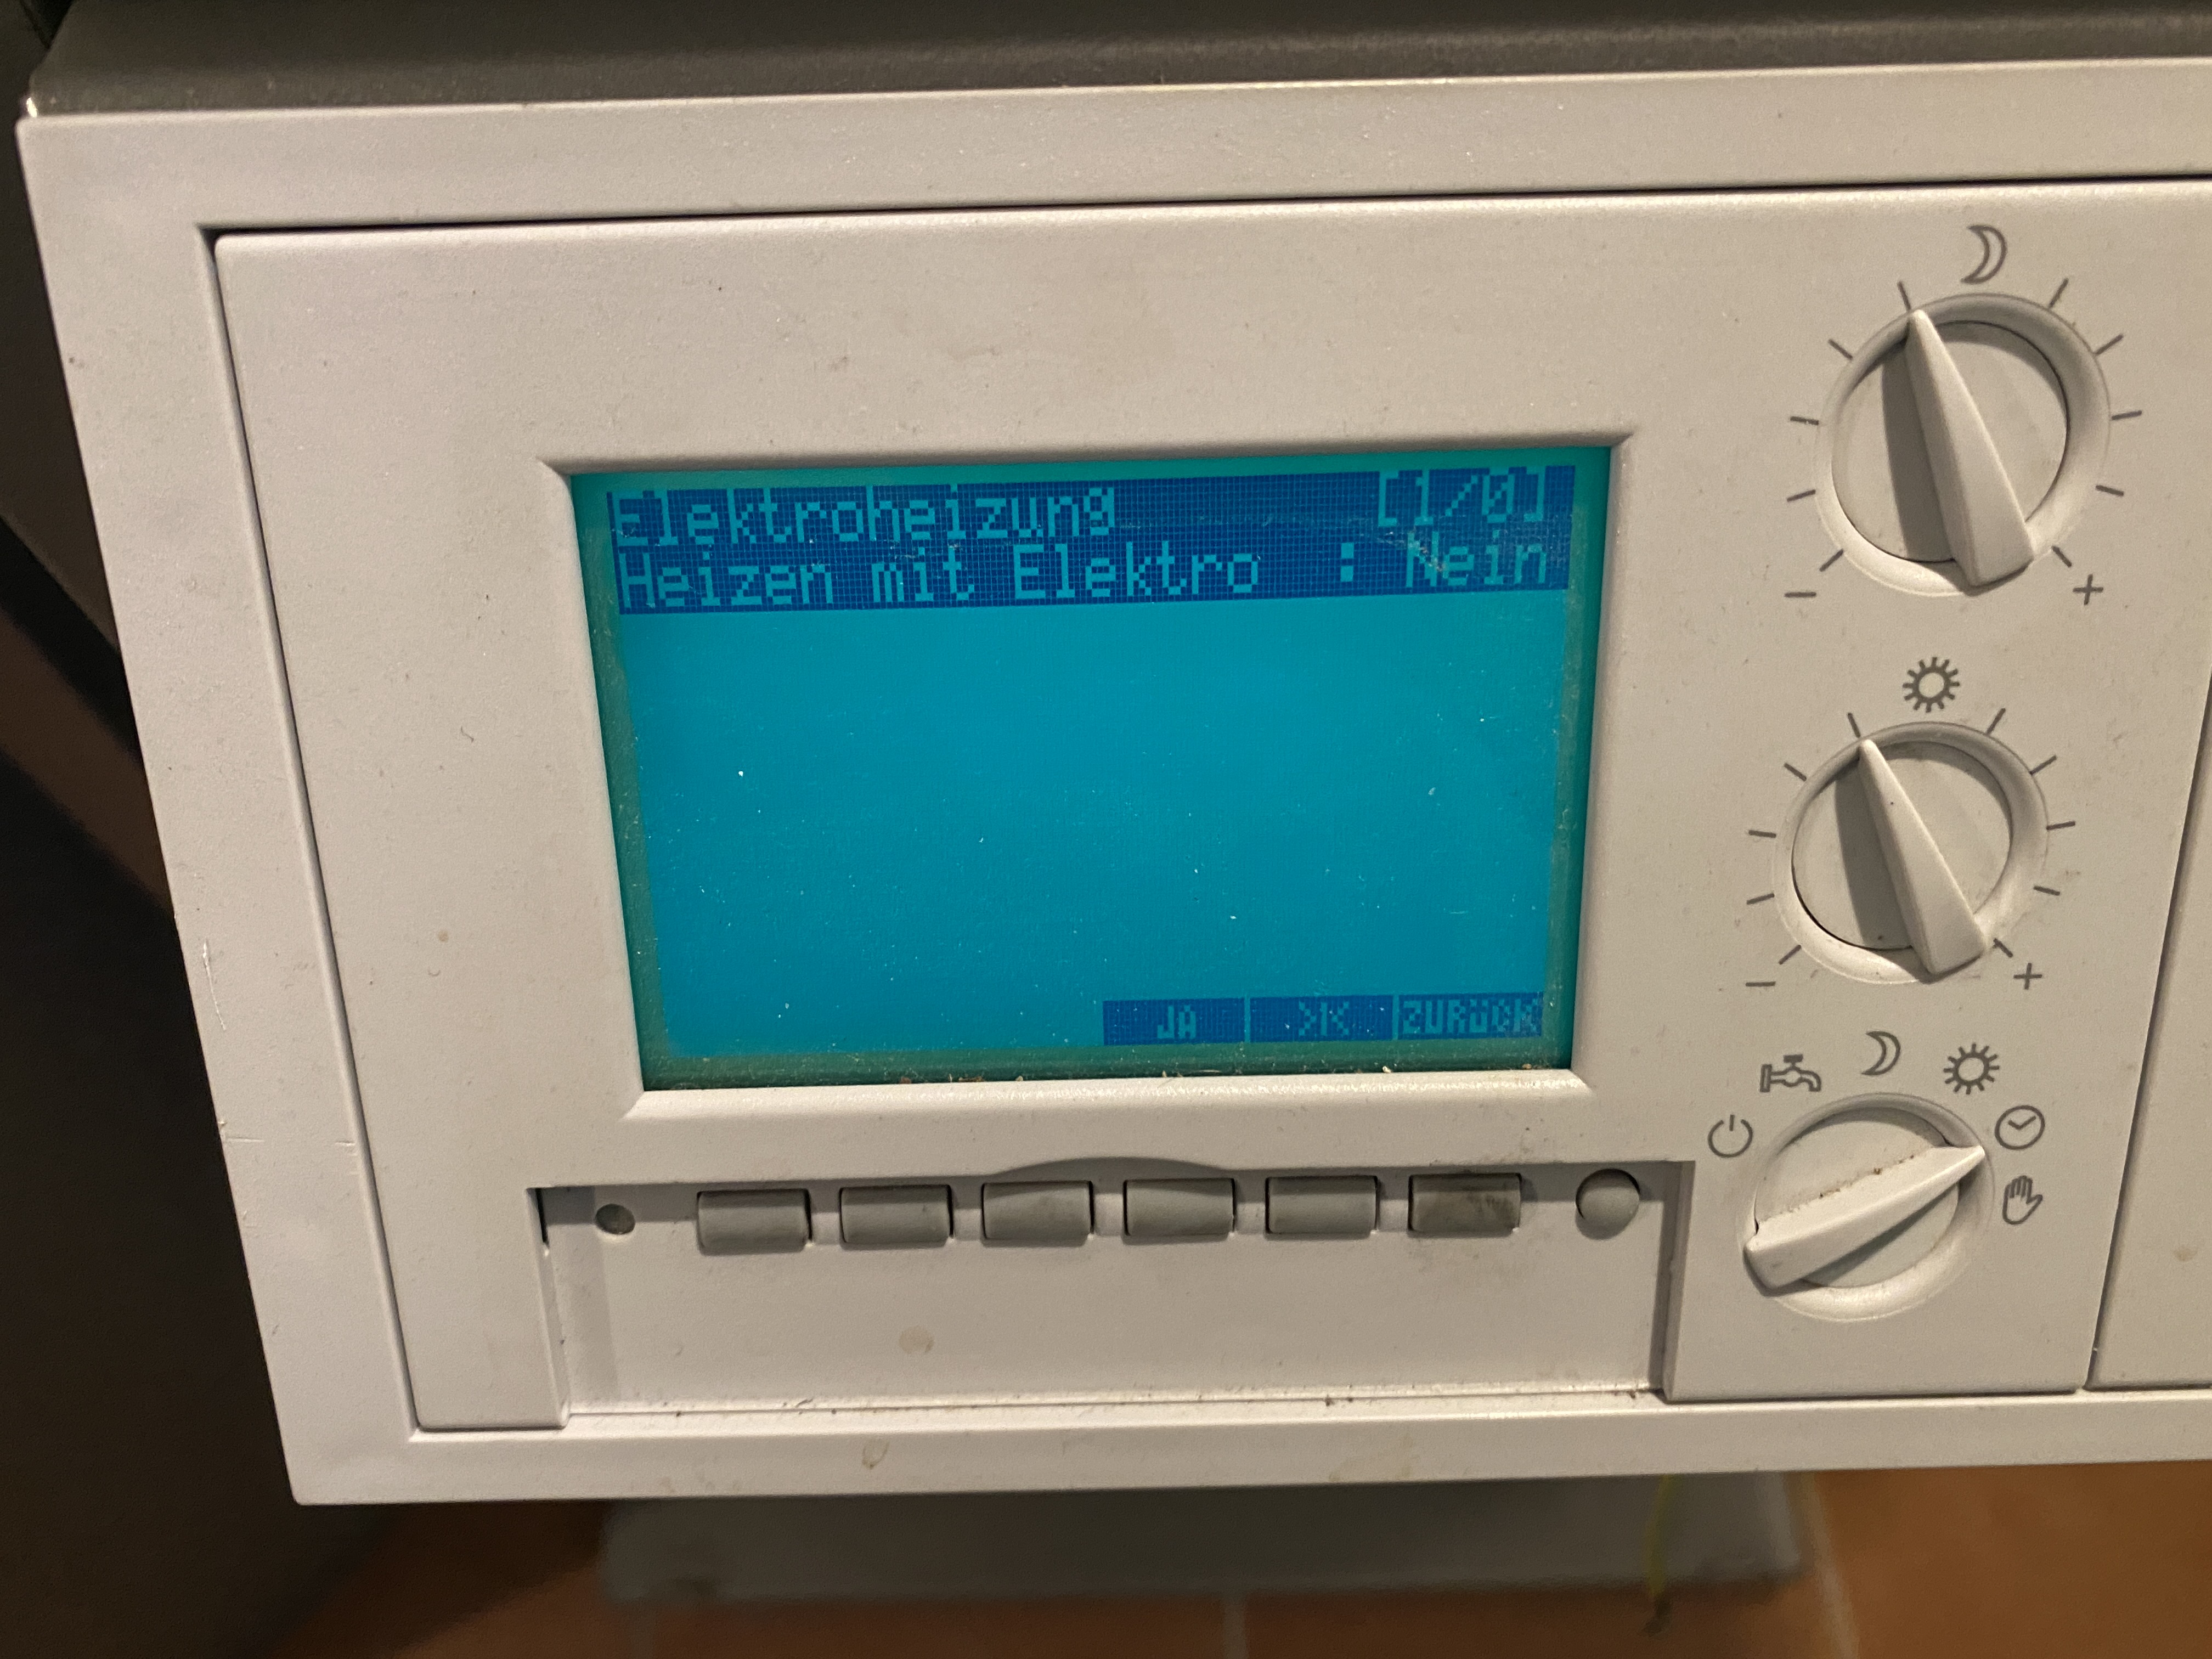 Elektroheizung [1/0]
Heizen mit Elektro : Nein
JA >|< ZURÜCK
- +
- +